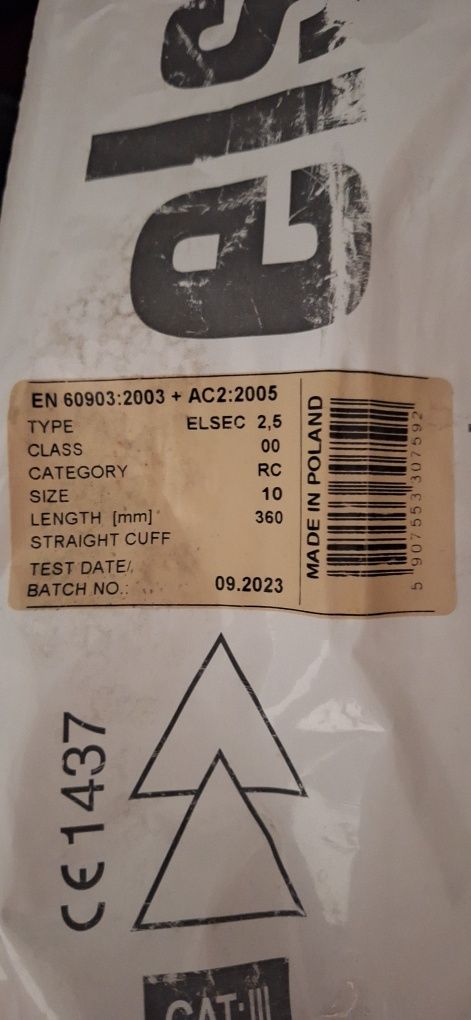 els
EN 60903:2003 + AC2:2005
TYPE ELSEC 2,5
CLASS 00
CATEGORY RC
SIZE 10
LENGTH [mm] 360
STRAIGHT CUFF
TEST DATE/
BATCH NO.: 09.2023
MADE IN POLAND
5 907553 307592
CE 1437
CAT·III